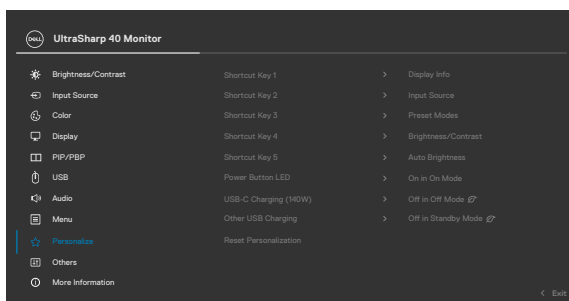 DELL UltraSharp 40 Monitor
Brightness/Contrast Shortcut Key 1 > Display Info
Input Source Shortcut Key 2 > Input Source
Color Shortcut Key 3 > Preset Modes
Display Shortcut Key 4 > Brightness/Contrast
PIP/PBP Shortcut Key 5 > Auto Brightness
USB Power Button LED > On in On Mode
Audio USB-C Charging (140W) > Off in Off Mode
Menu Other USB Charging > Off in Standby Mode
Personalize Reset Personalization
Others
More Information
< Exit